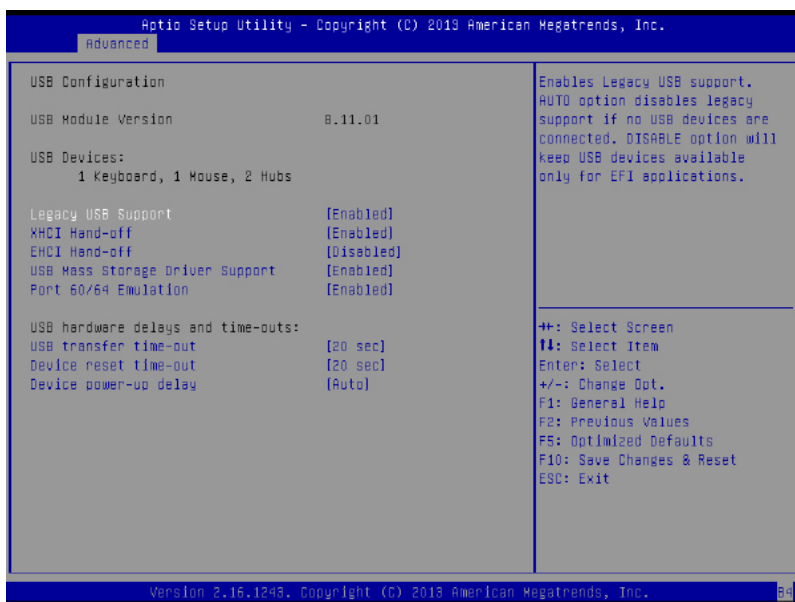 Aptio Setup Utility - Copyright (C) 2013 American Megatrends, Inc.
Advanced
USB Configuration
USB Module Version 8.11.01
USB Devices:
1 Keyboard, 1 Mouse, 2 Hubs
Legacy USB Support [Enabled]
XHCI Hand-off [Enabled]
EHCI Hand-off [Disabled]
USB Mass Storage Driver Support [Enabled]
Port 60/64 Emulation [Enabled]
USB hardware delays and time-outs:
USB transfer time-out [20 sec]
Device reset time-out [20 sec]
Device power-up delay [Auto]
Enables Legacy USB support.
AUTO option disables legacy
support if no USB devices are
connected. DISABLE option will
keep USB devices available
only for EFI applications.
→←: Select Screen
↑↓: Select Item
Enter: Select
+/-: Change Opt.
F1: General Help
F2: Previous Values
F5: Optimized Defaults
F10: Save Changes & Reset
ESC: Exit
Version 2.16.1243. Copyright (C) 2013 American Megatrends, Inc.
B4